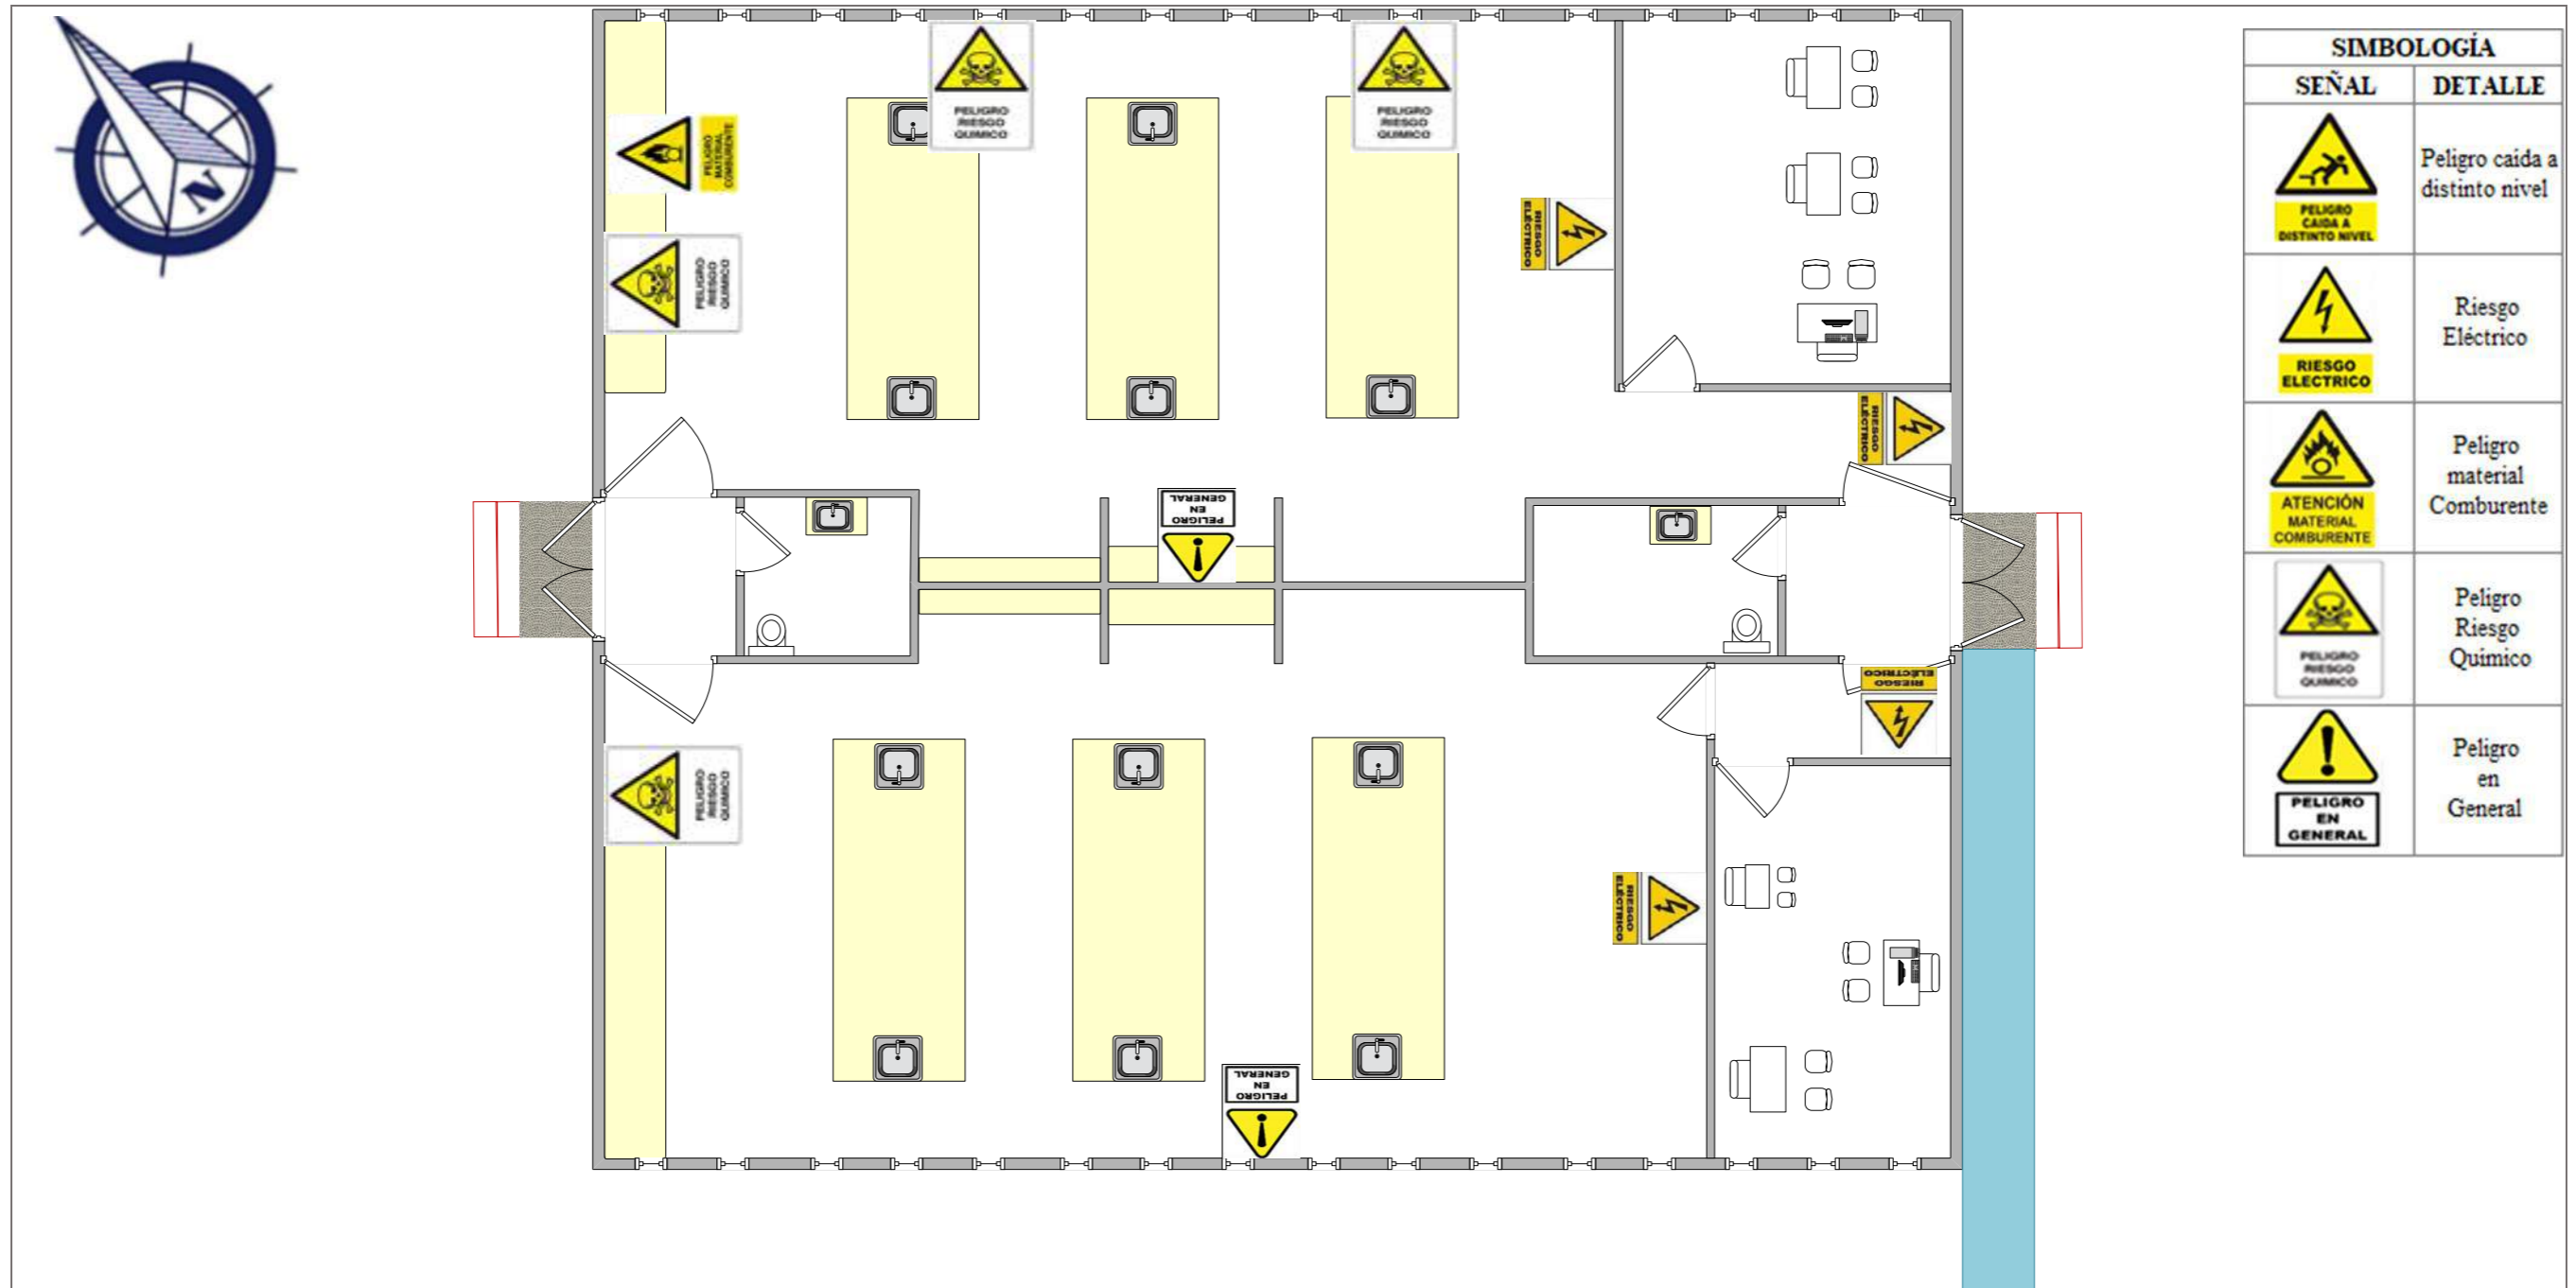 N
PELIGRO
RIESGO
QUIMICO
PELIGRO
RIESGO
QUIMICO
PELIGRO
MATERIAL
COMBURENTE
PELIGRO
RIESGO
QUIMICO
RIESGO
ELÉCTRICO
RIESGO
ELÉCTRICO
PELIGRO
EN
GENERAL
RIESGO
ELÉCTRICO
PELIGRO
RIESGO
QUIMICO
RIESGO
ELÉCTRICO
PELIGRO
EN
GENERAL
SIMBOLOGÍA
SEÑAL DETALLE
PELIGRO
CAIDA A
DISTINTO NIVEL
Peligro caida a
distinto nivel
RIESGO
ELECTRICO
Riesgo
Eléctrico
ATENCIÓN
MATERIAL
COMBURENTE
Peligro
material
Comburente
PELIGRO
RIESGO
QUIMICO
Peligro
Riesgo
Químico
PELIGRO
EN
GENERAL
Peligro
en
General